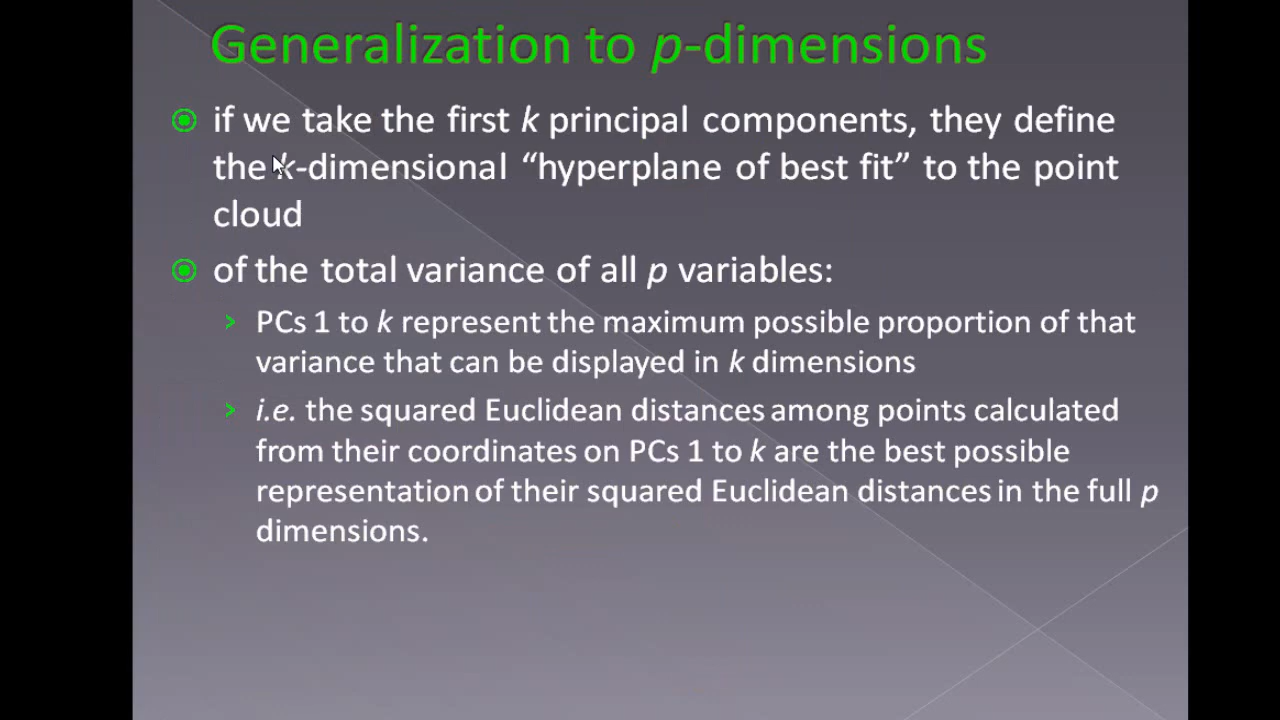 Generalization to p-dimensions
if we take the first k principal components, they define
the k-dimensional “hyperplane of best fit” to the point
cloud
of the total variance of all p variables:
PCs 1 to k represent the maximum possible proportion of that
variance that can be displayed in k dimensions
i.e. the squared Euclidean distances among points calculated
from their coordinates on PCs 1 to k are the best possible
representation of their squared Euclidean distances in the full p
dimensions.